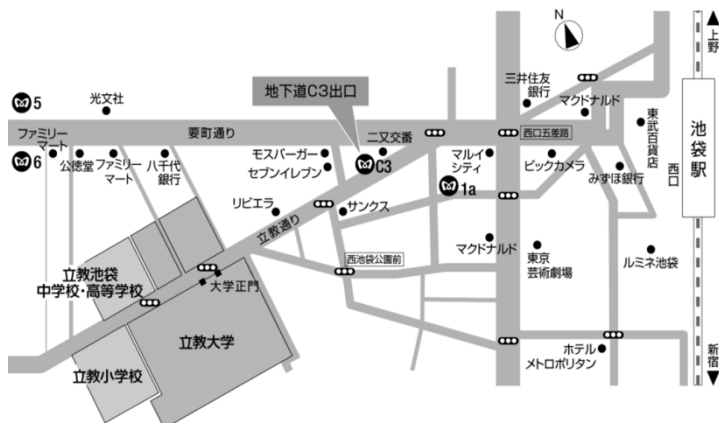 N
上野
三井住友
銀行
マクドナルド
地下道C3出口
5
光文社
ファミリー
マート
要町通り
二又交番
西口五差路
東武百貨店
池袋駅
西口
6
公徳堂
ファミリー
マート
八千代
銀行
モスバーガー
セブンイレブン
C3
マルイ
シティ
ビックカメラ
みずほ銀行
1a
リビエラ
サンクス
立教通り
マクドナルド
東京
芸術劇場
ルミネ池袋
西池袋公園前
立教池袋
中学校・高等学校
大学正門
立教大学
立教小学校
ホテル
メトロポリタン
新宿